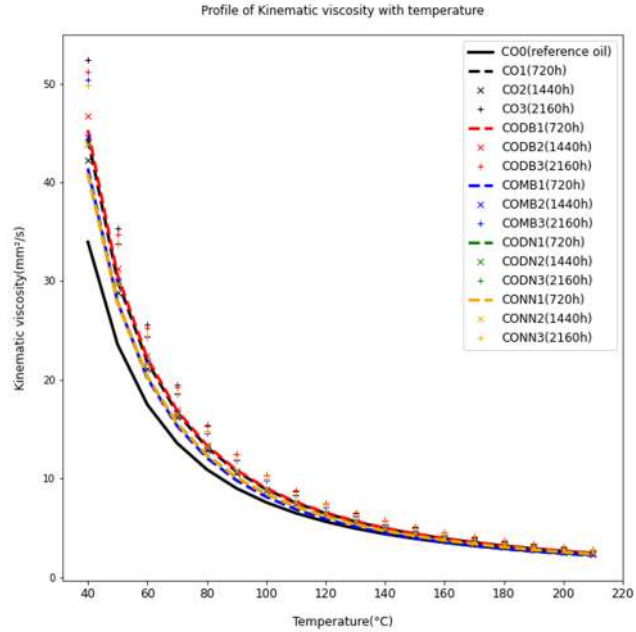 Profile of Kinematic viscosity with temperature
CO0(reference oil)
CO1(720h)
CO2(1440h)
CO3(2160h)
CODB1(720h)
CODB2(1440h)
CODB3(2160h)
COMB1(720h)
COMB2(1440h)
COMB3(2160h)
CODN1(720h)
CODN2(1440h)
CODN3(2160h)
CONN1(720h)
CONN2(1440h)
CONN3(2160h)
Kinematic viscosity(mm²/s)
50
40
30
20
10
0
40 60 80 100 120 140 160 180 200 220
Temperature(°C)